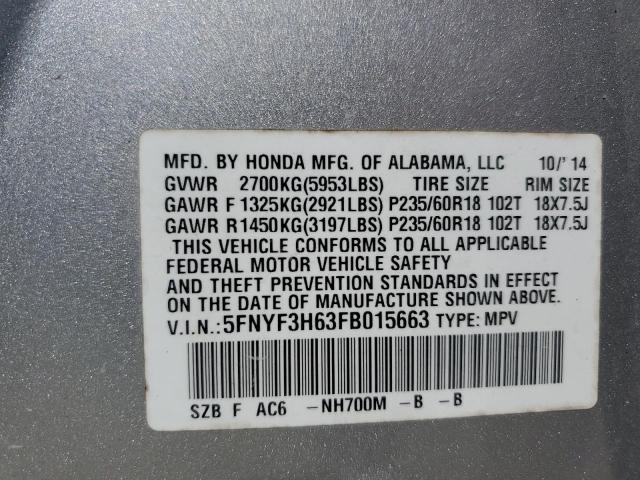 MFD. BY HONDA MFG. OF ALABAMA, LLC 10/'14
GVWR 2700KG(5953LBS) TIRE SIZE RIM SIZE
GAWR F 1325KG(2921LBS) P235/60R18 102T 18X7.5J
GAWR R 1450KG(3197LBS) P235/60R18 102T 18X7.5J
THIS VEHICLE CONFORMS TO ALL APPLICABLE
FEDERAL MOTOR VEHICLE SAFETY
AND THEFT PREVENTION STANDARDS IN EFFECT
ON THE DATE OF MANUFACTURE SHOWN ABOVE.
V.I.N.: 5FNYF3H63FB015663 TYPE: MPV
SZB F AC6 -NH700M -B -B